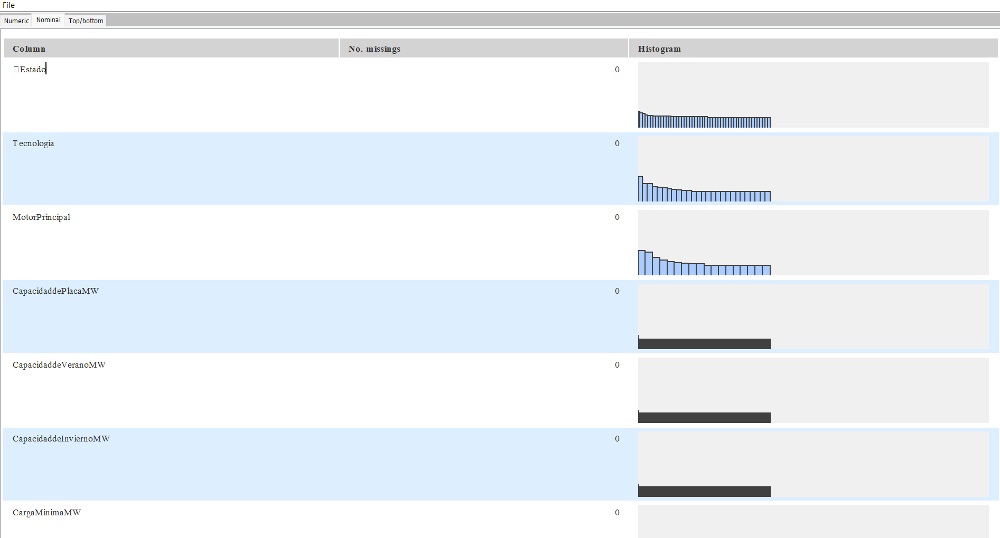 File
Numeric Nominal Top/bottom
Column No. missings Histogram
□Estado 0
Tecnologia 0
MotorPrincipal 0
CapacidaddePlacaMW 0
CapacidaddeVeranoMW 0
CapacidaddeInviernoMW 0
CargaMinimaMW 0